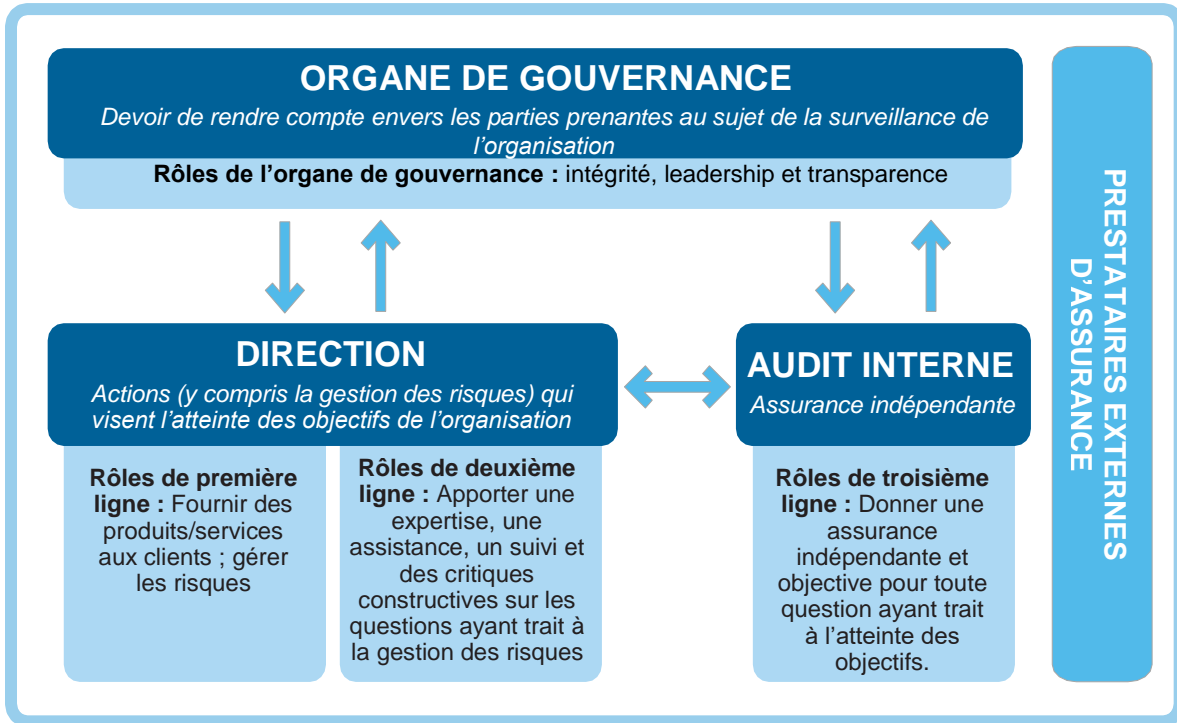 ORGANE DE GOUVERNANCE
Devoir de rendre compte envers les parties prenantes au sujet de la surveillance de
l’organisation
Rôles de l’organe de gouvernance : intégrité, leadership et transparence
DIRECTION
Actions (y compris la gestion des risques) qui
visent l’atteinte des objectifs de l’organisation
Rôles de première
ligne : Fournir des
produits/services
aux clients ; gérer
les risques
Rôles de deuxième
ligne : Apporter une
expertise, une
assistance, un suivi et
des critiques
constructives sur les
questions ayant trait à
la gestion des risques
AUDIT INTERNE
Assurance indépendante
Rôles de troisième
ligne : Donner une
assurance
indépendante et
objective pour toute
question ayant trait
à l’atteinte des
objectifs.
PRESTATAIRES EXTERNES
D’ASSURANCE